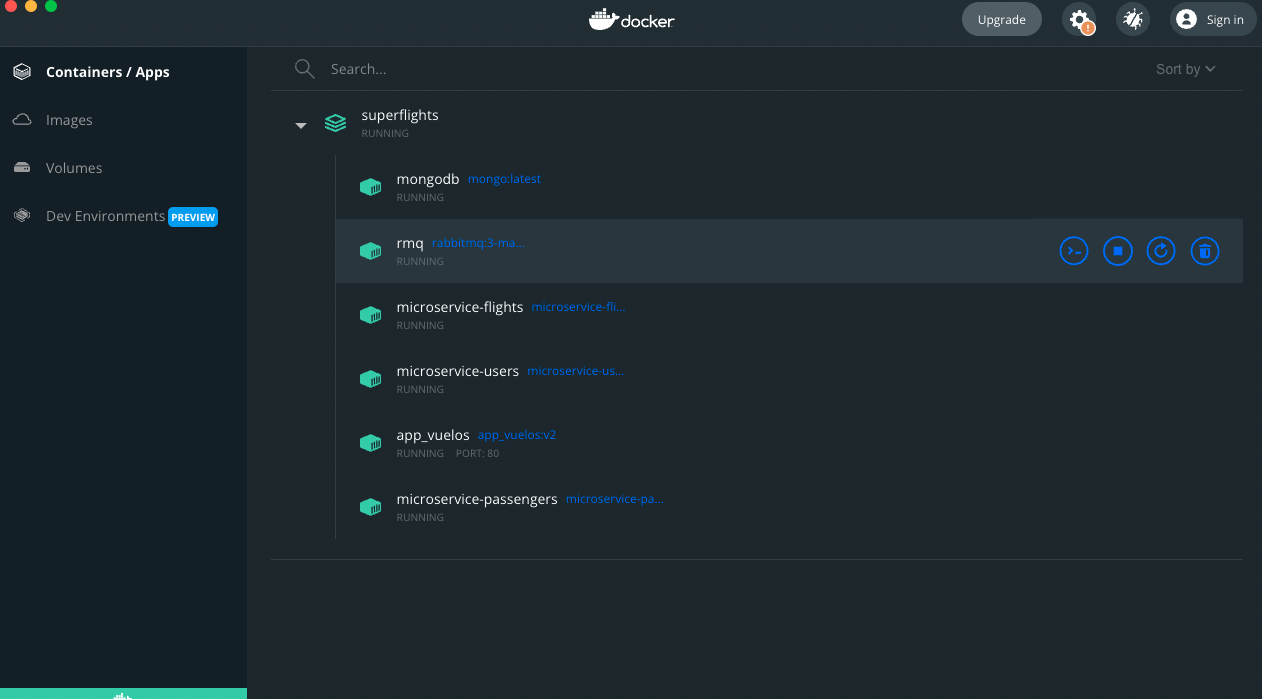 docker
Upgrade
!
Sign in
Containers / Apps
Images
Volumes
Dev Environments PREVIEW
Search...
Sort by
superflights
RUNNING
mongodb mongo:latest
RUNNING
rmq rabbitmq:3-ma...
RUNNING
microservice-flights microservice-fli...
RUNNING
microservice-users microservice-us...
RUNNING
app_vuelos app_vuelos:v2
RUNNING PORT: 80
microservice-passengers microservice-pa...
RUNNING